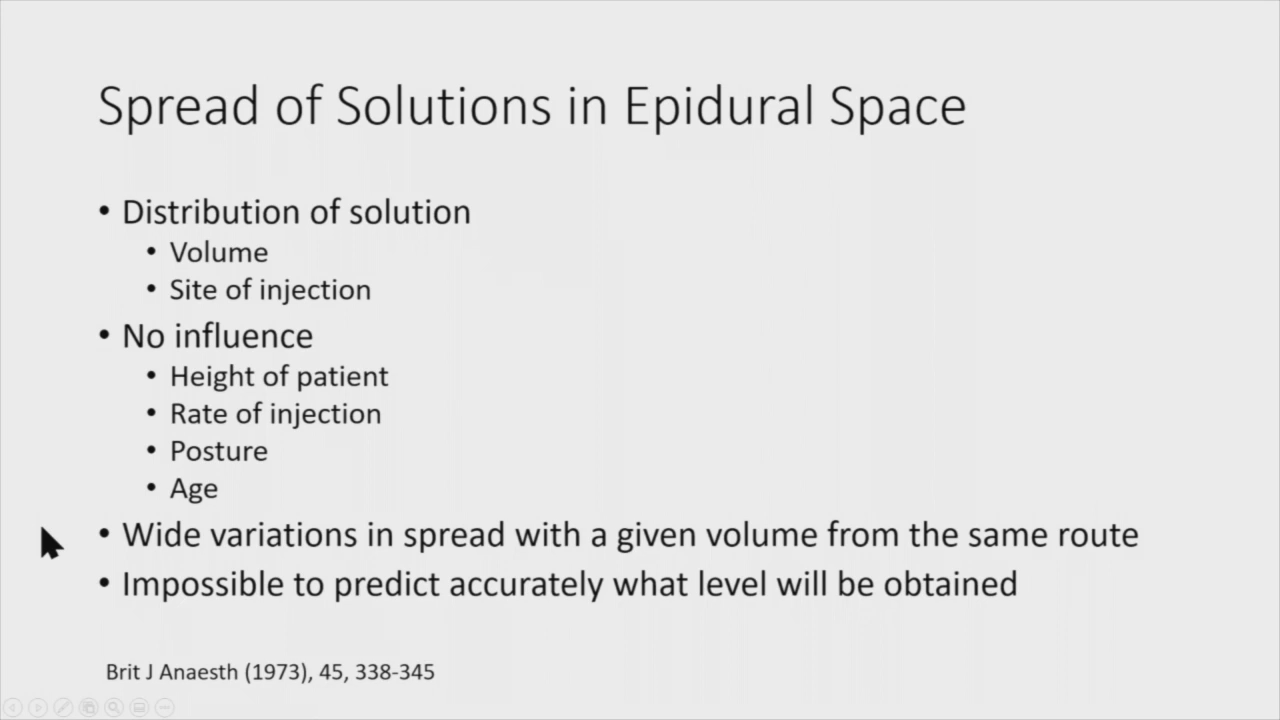 Spread of Solutions in Epidural Space
• Distribution of solution
• Volume
• Site of injection
• No influence
• Height of patient
• Rate of injection
• Posture
• Age
• Wide variations in spread with a given volume from the same route
• Impossible to predict accurately what level will be obtained
Brit J Anaesth (1973), 45, 338-345